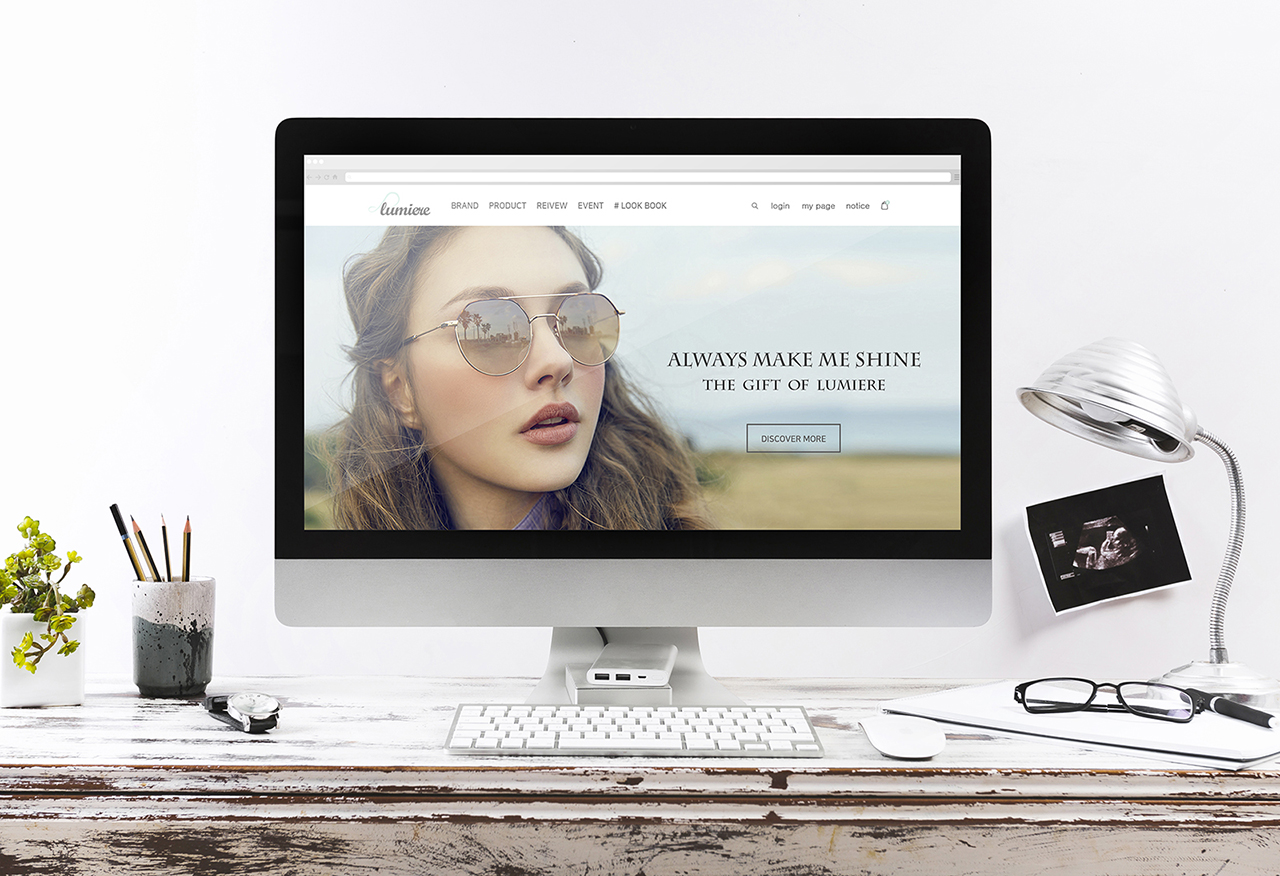 lumiere BRAND PRODUCT REIVEW EVENT # LOOK BOOK login my page notice
ALWAYS MAKE ME SHINE
THE GIFT OF LUMIERE
DISCOVER MORE